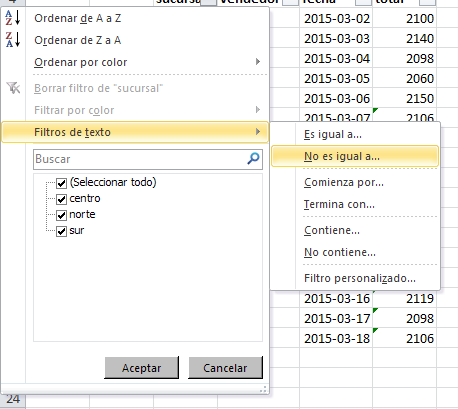 sucursal vendedor fecha total
Ordenar de A a Z 2015-03-02 2100
Ordenar de Z a A 2015-03-03 2140
Ordenar por color 2015-03-04 2098
2015-03-05 2060
Borrar filtro de "sucursal" 2015-03-06 2150
Filtrar por color 2015-03-07 2106
Filtros de texto Es igual a...
Buscar No es igual a...
(Seleccionar todo) Comienza por...
centro Termina con...
norte Contiene...
sur No contiene...
Filtro personalizado...
2015-03-16 2119
2015-03-17 2098
2015-03-18 2106
Aceptar Cancelar
24